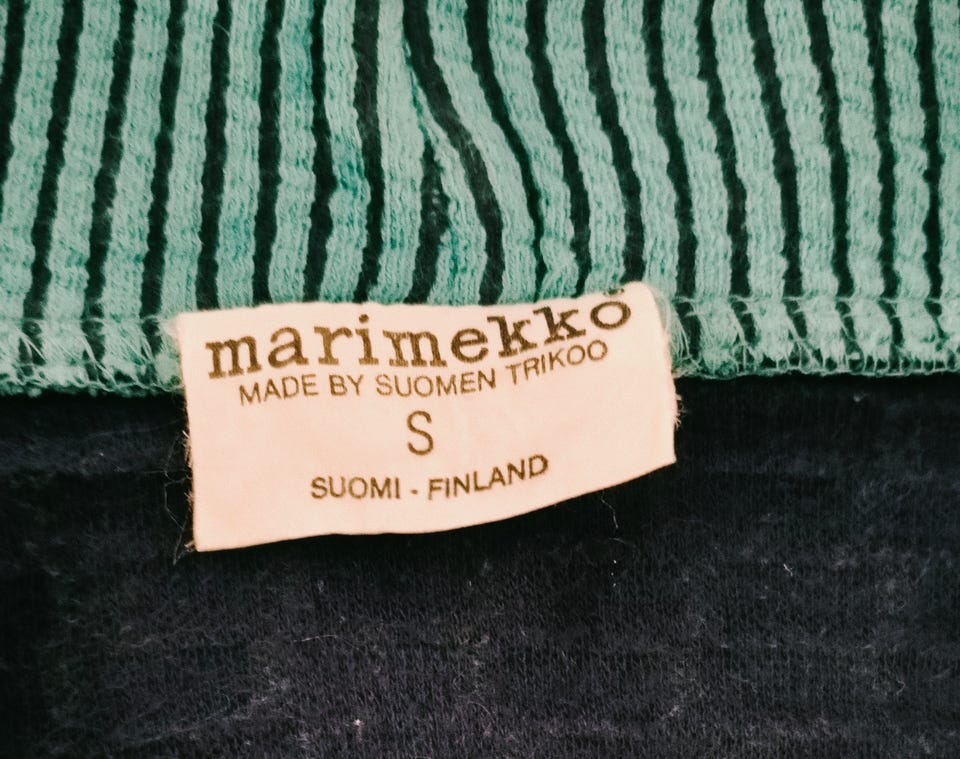 marimekko
MADE BY SUOMEN TRIKOO
S
SUOMI - FINLAND